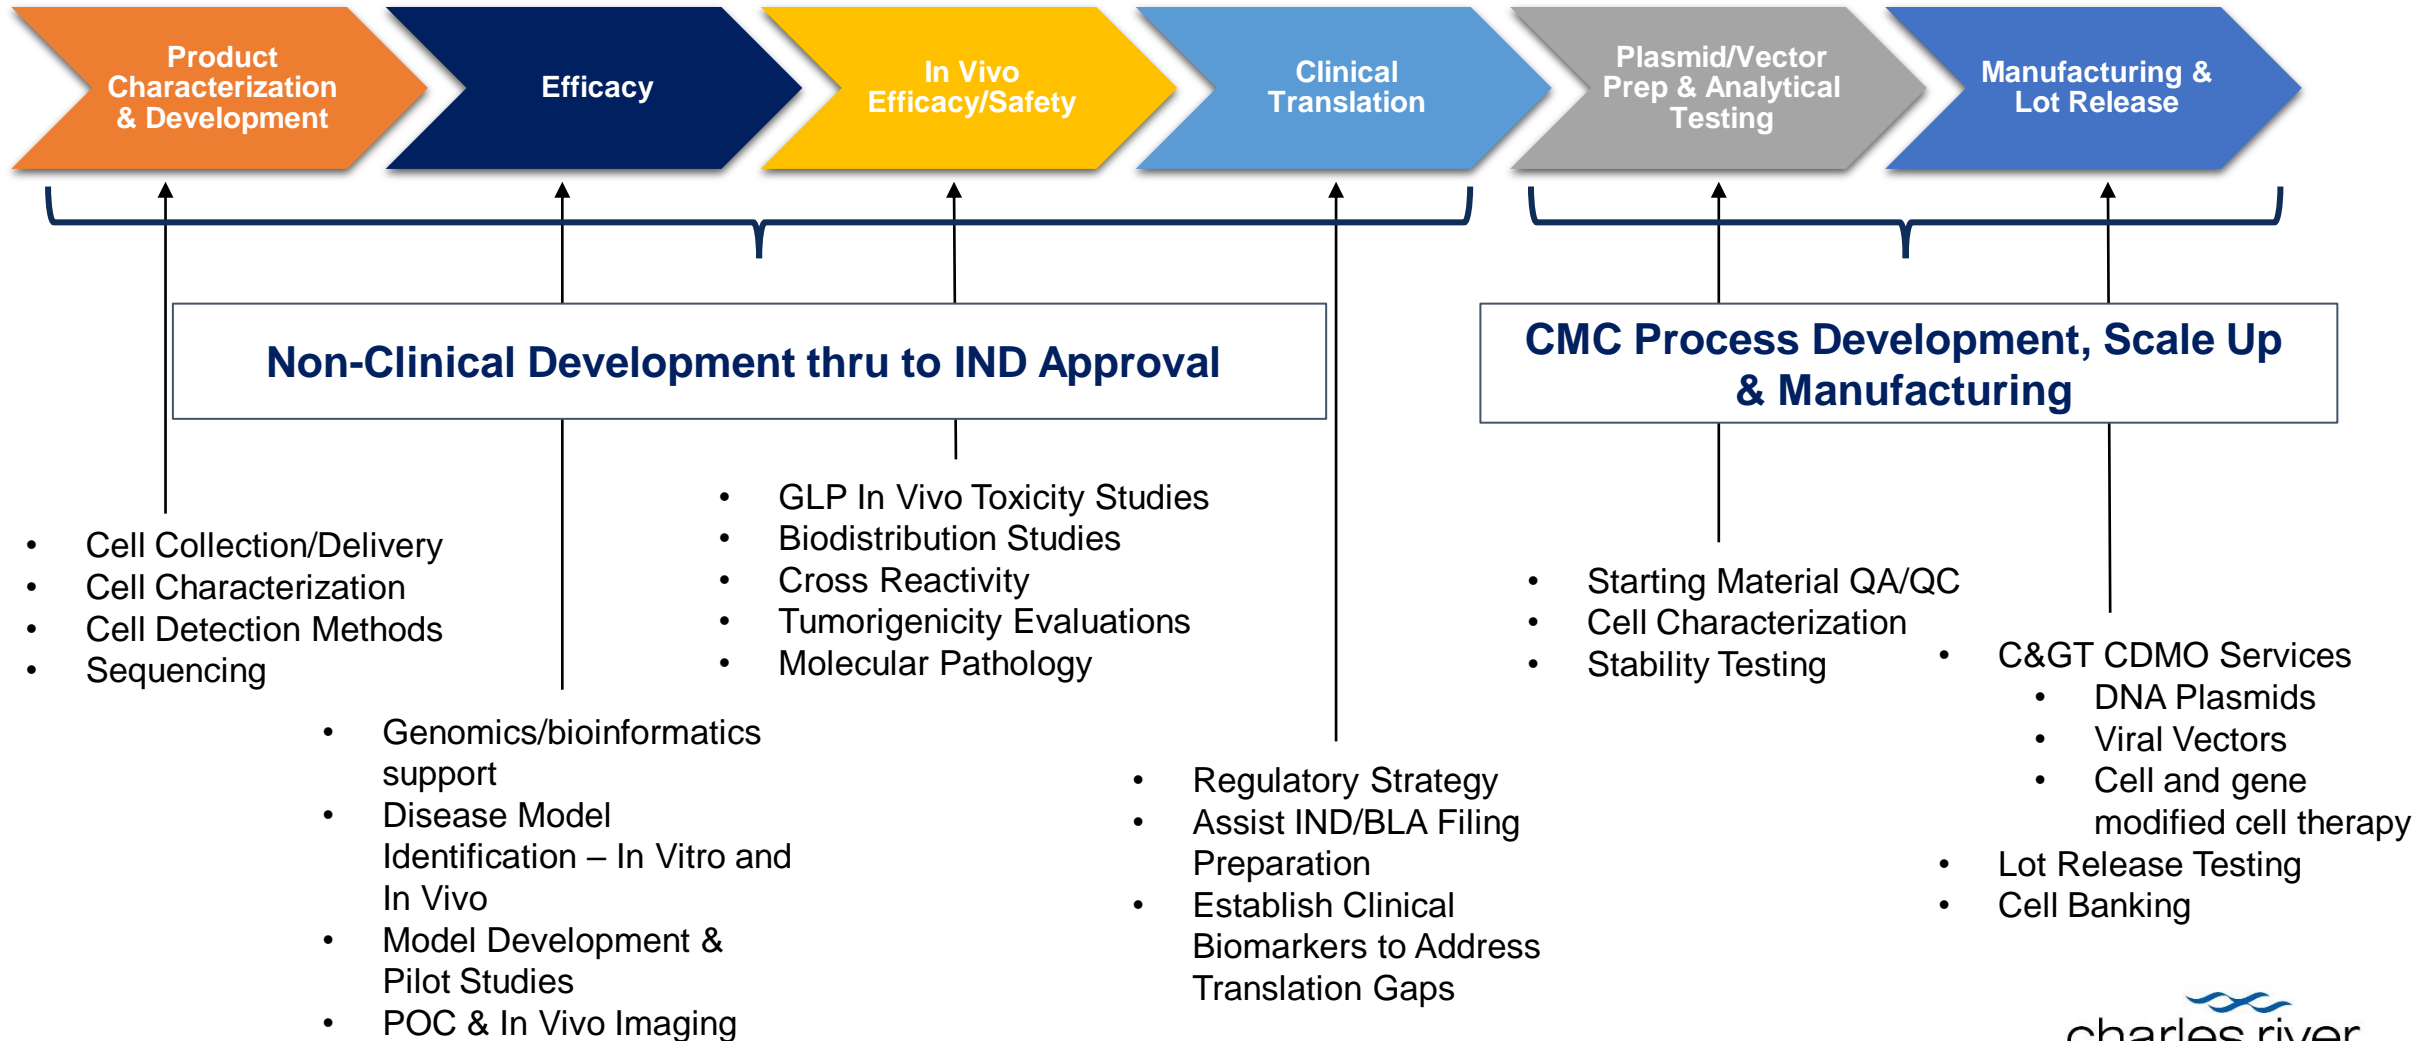 Product
Characterization
& Development
Efficacy
In Vivo
Efficacy/Safety
Clinical
Translation
Plasmid/Vector
Prep & Analytical
Testing
Manufacturing &
Lot Release
Non-Clinical Development thru to IND Approval
CMC Process Development, Scale Up
& Manufacturing
• Cell Collection/Delivery
• Cell Characterization
• Cell Detection Methods
• Sequencing
• Genomics/bioinformatics
support
• Disease Model
Identification – In Vitro and
In Vivo
• Model Development &
Pilot Studies
• POC & In Vivo Imaging
• GLP In Vivo Toxicity Studies
• Biodistribution Studies
• Cross Reactivity
• Tumorigenicity Evaluations
• Molecular Pathology
• Regulatory Strategy
• Assist IND/BLA Filing
Preparation
• Establish Clinical
Biomarkers to Address
Translation Gaps
• Starting Material QA/QC
• Cell Characterization
• Stability Testing
• C&GT CDMO Services
• DNA Plasmids
• Viral Vectors
• Cell and gene
modified cell therapy
• Lot Release Testing
• Cell Banking
charles river